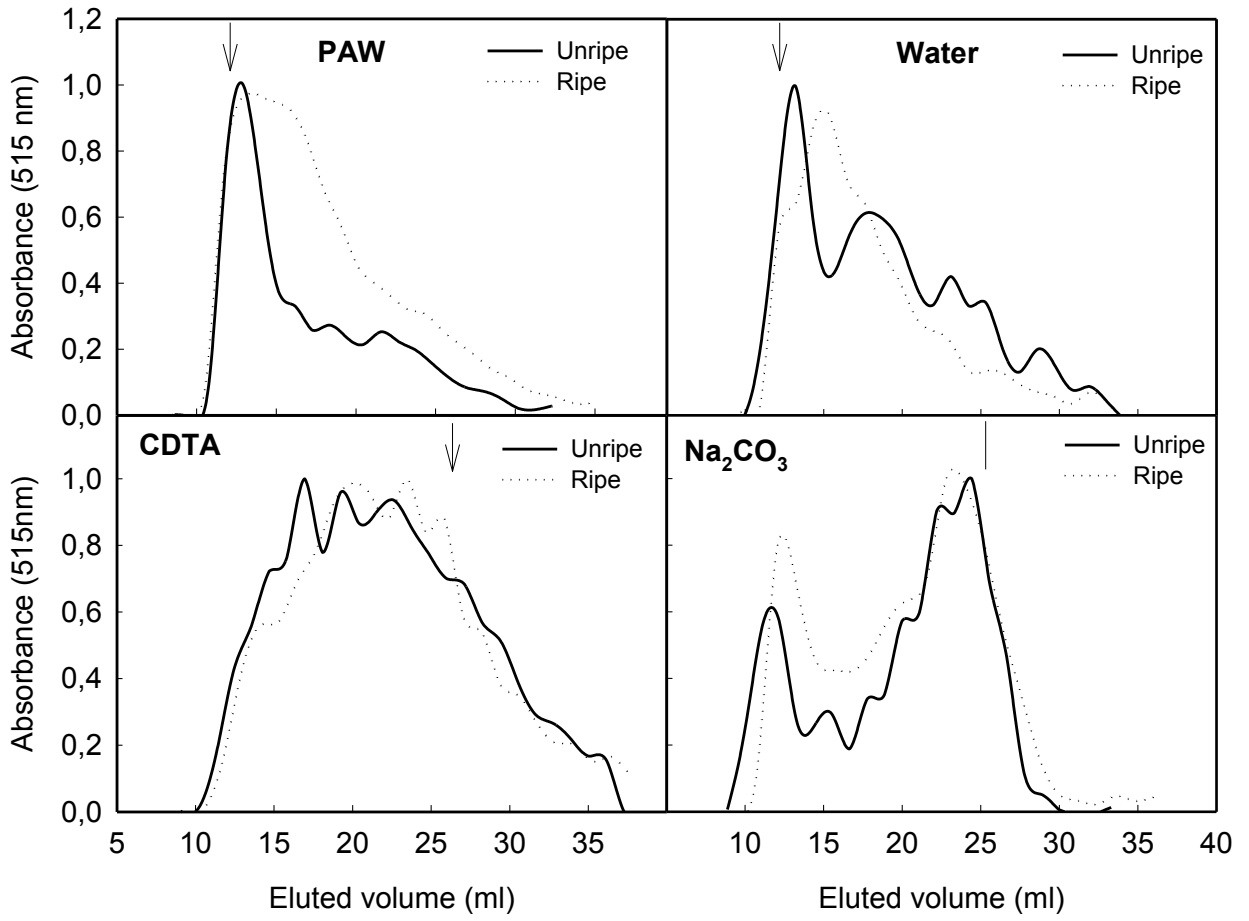 1,2
1,0
0,8
0,6
0,4
0,2
0,0
Absorbance (515 nm)
PAW
Unripe
Ripe
Water
Unripe
Ripe
1,0
0,8
0,6
0,4
0,2
0,0
Absorbance (515nm)
CDTA
Unripe
Ripe
Na₂CO₃
Unripe
Ripe
5 10 15 20 25 30 35
10 15 20 25 30 35 40
Eluted volume (ml)
Eluted volume (ml)